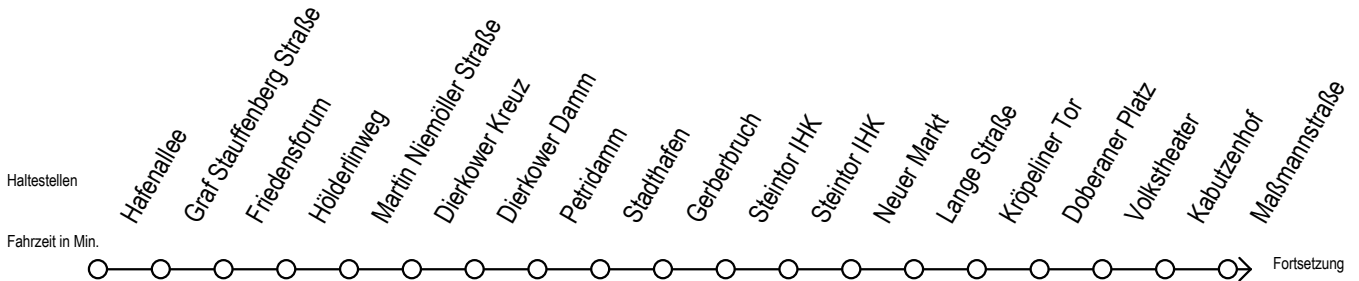 Haltestellen
Hafenallee
Graf Stauffenberg Straße
Friedensforum
Hölderlinweg
Martin Niemöller Straße
Dierkower Kreuz
Dierkower Damm
Petridamm
Stadthafen
Gerberbruch
Steintor IHK
Steintor IHK
Neuer Markt
Lange Straße
Kröpeliner Tor
Doberaner Platz
Volkstheater
Kabutzenhof
Maßmannstraße
Fahrzeit in Min.
Fortsetzung